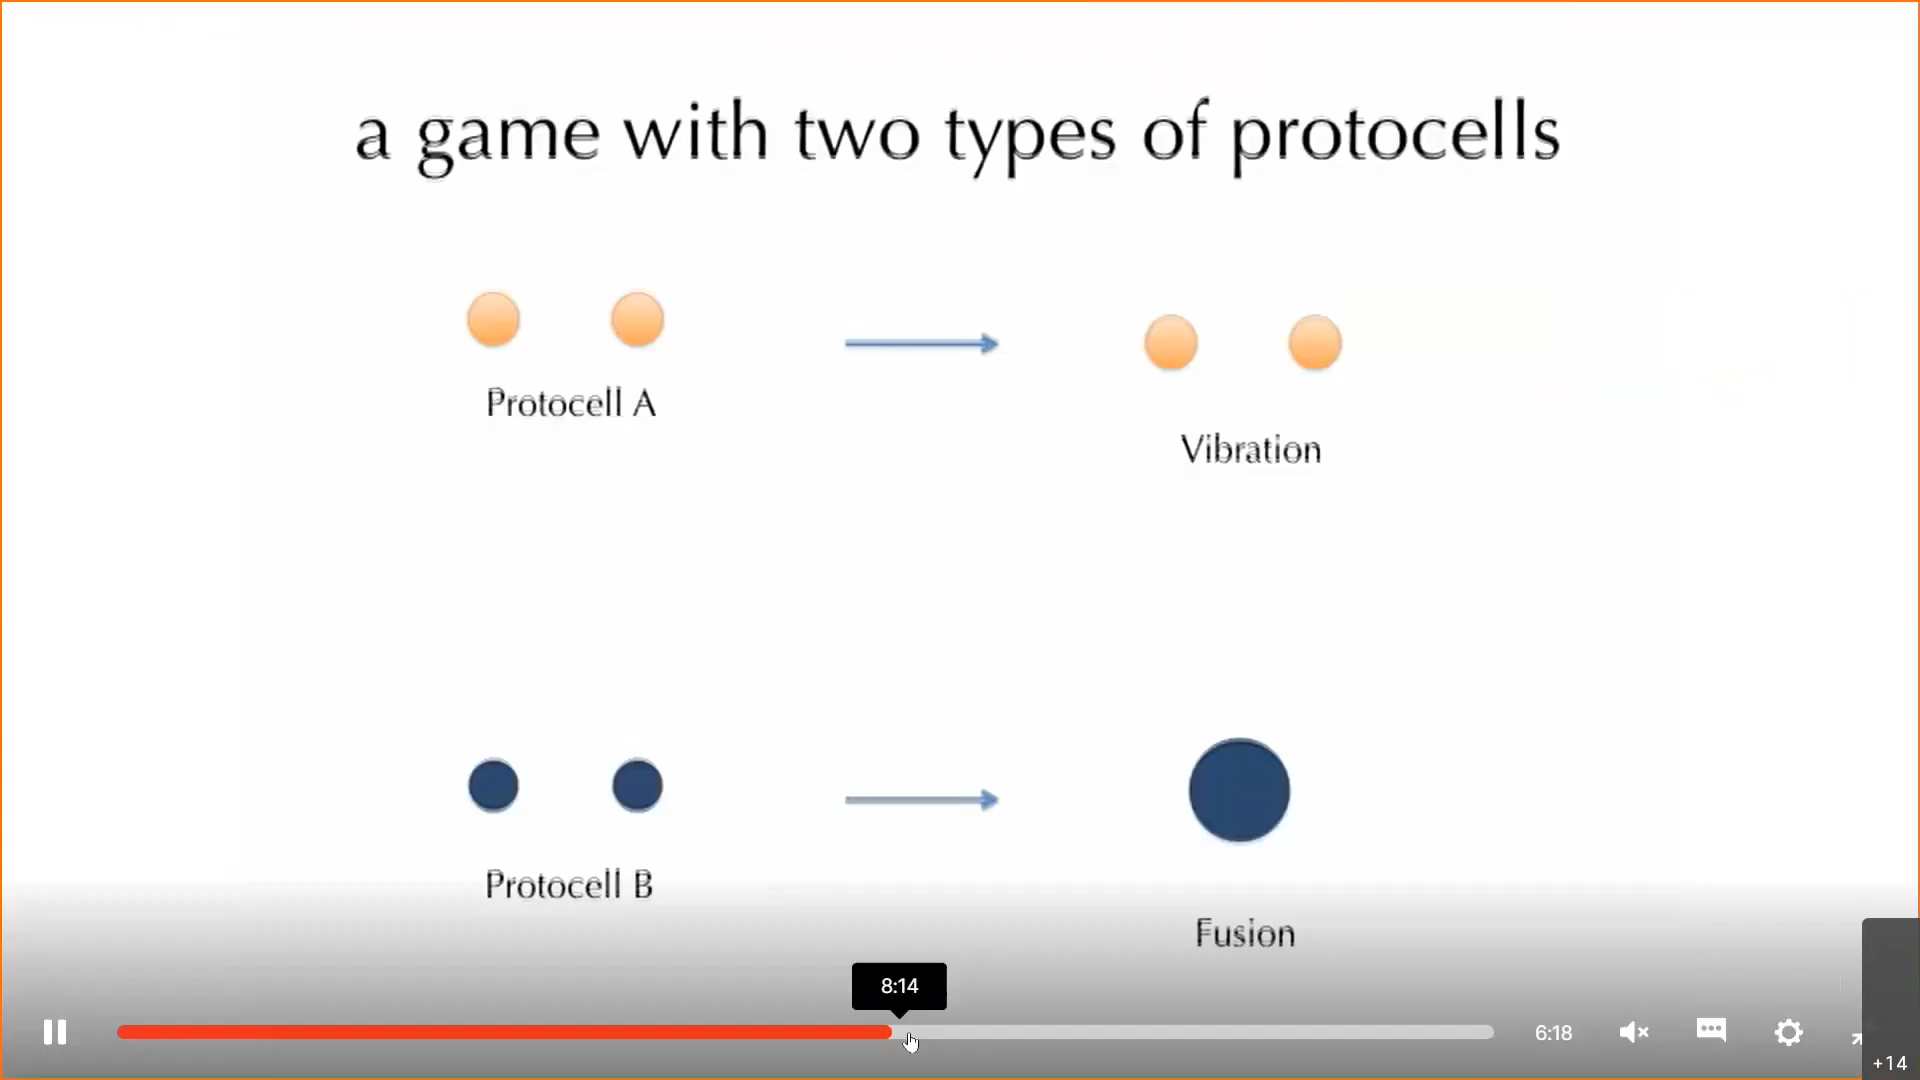 a game with two types of protocells
Protocell A
Vibration
Protocell B
Fusion
8:14
6:18
+14